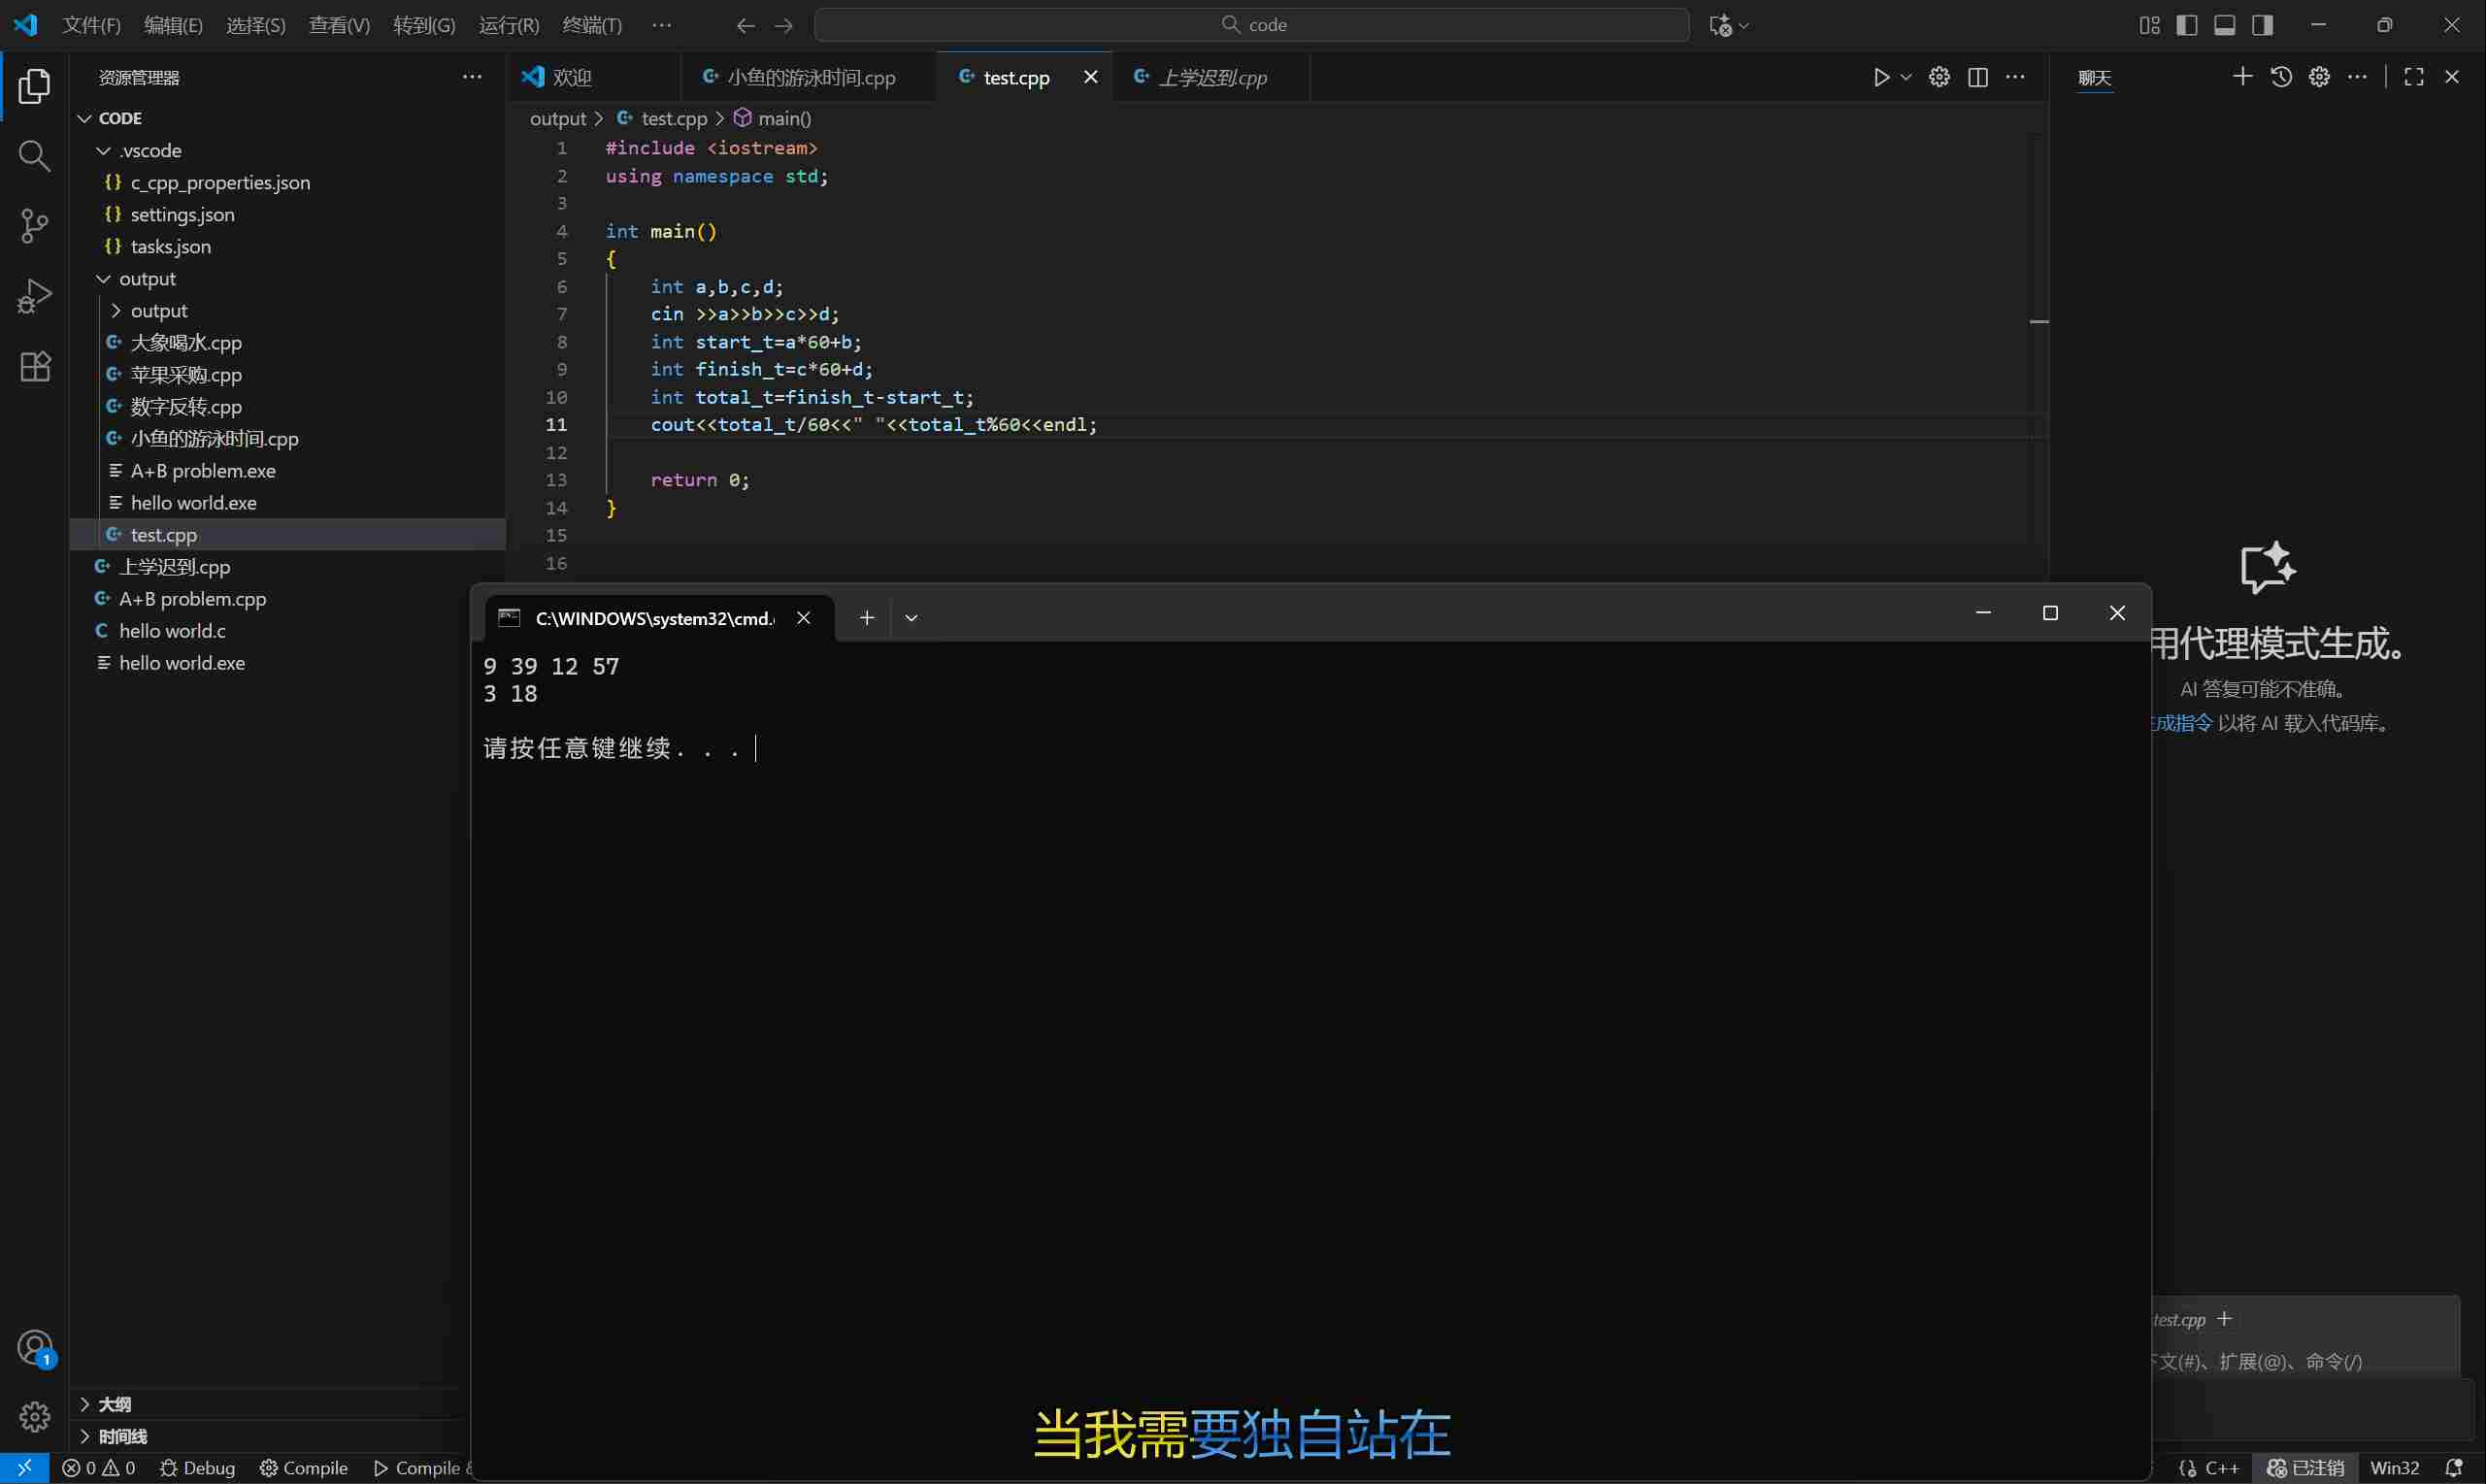 文件(F) 编辑(E) 选择(S) 查看(V) 转到(G) 运行(R) 终端(T) ··· code
资源管理器 ···
CODE
.vscode
{} c_cpp_properties.json
{} settings.json
{} tasks.json
output
output
大象喝水.cpp
苹果采购.cpp
数字反转.cpp
小鱼的游泳时间.cpp
A+B problem.exe
hello world.exe
test.cpp
上学迟到.cpp
A+B problem.cpp
hello world.c
hello world.exe
大纲
时间线
欢迎 小鱼的游泳时间.cpp test.cpp 上学迟到.cpp
output > test.cpp > main()
1 #include <iostream>
2 using namespace std;
3
4 int main()
5 {
6 int a,b,c,d;
7 cin >>a>>b>>c>>d;
8 int start_t=a*60+b;
9 int finish_t=c*60+d;
10 int total_t=finish_t-start_t;
11 cout<<total_t/60<<" "<<total_t%60<<endl;
12
13 return 0;
14 }
15
16
C:\WINDOWS\system32\cmd.
9 39 12 57
3 18
请按任意键继续. . .
当我需要独自站在
聊天
用代理模式生成。
AI 答复可能不准确。
成指令 以将 AI 载入代码库。
test.cpp +
下文(#)、扩展(@)、命令(/)
0 0 Debug Compile Compile &
{} C++ 已注销 Win32
1